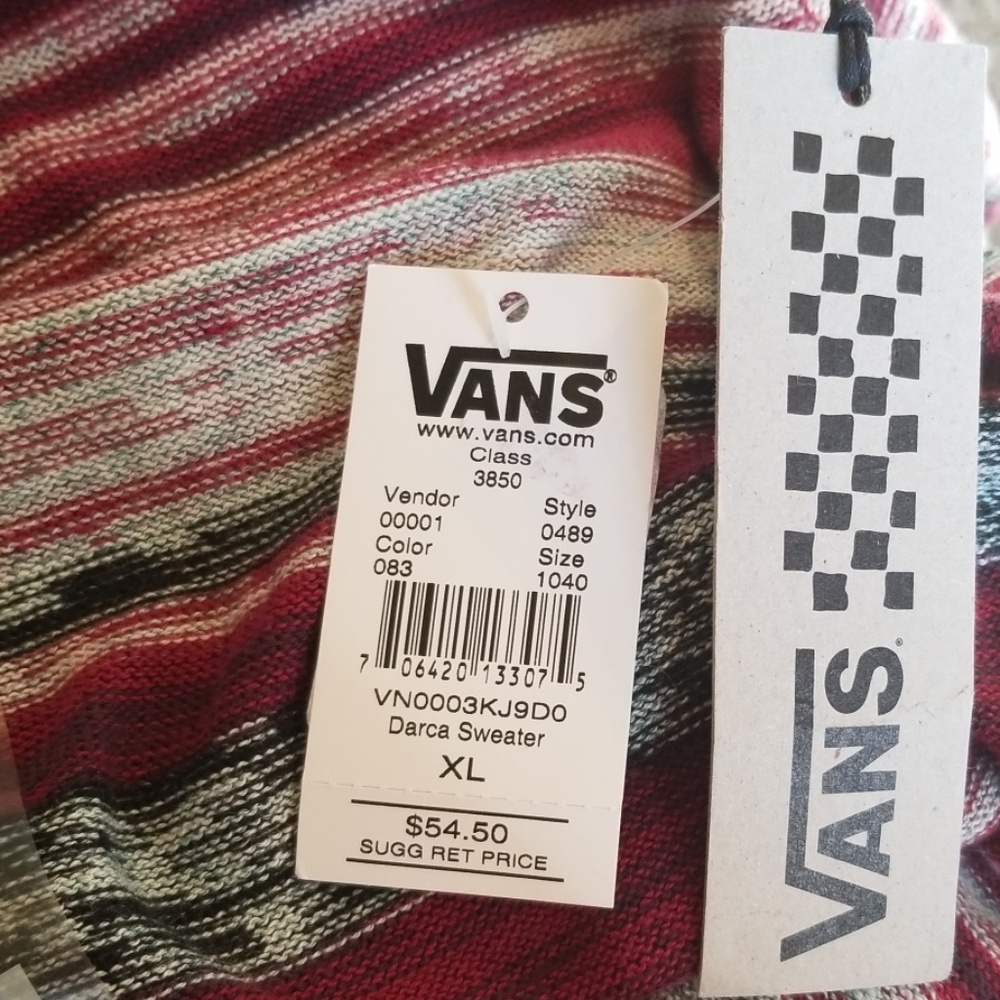 VANS®
www.vans.com
Class
3850
Vendor Style
00001 0489
Color Size
083 1040
7 06420 13307 5
VN0003KJ9D0
Darca Sweater
XL
$54.50
SUGG RET PRICE
VANS®